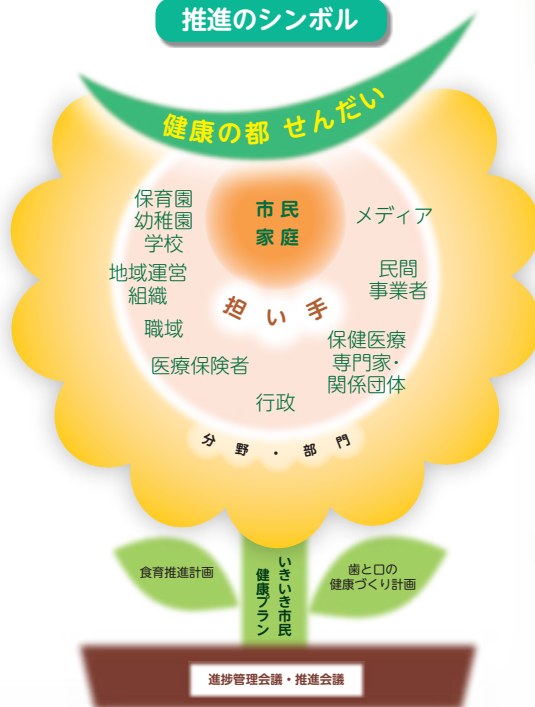 推進のシンボル
健康の都 せんだい
市民
家庭
保育園
幼稚園
学校
地域運営
組織
職域
医療保険者
行政
メディア
民間
事業者
保健医療
専門家・
関係団体
担い手
分野・部門
食育推進計画
いきいき市民
健康プラン
歯と口の
健康づくり計画
進捗管理会議・推進会議